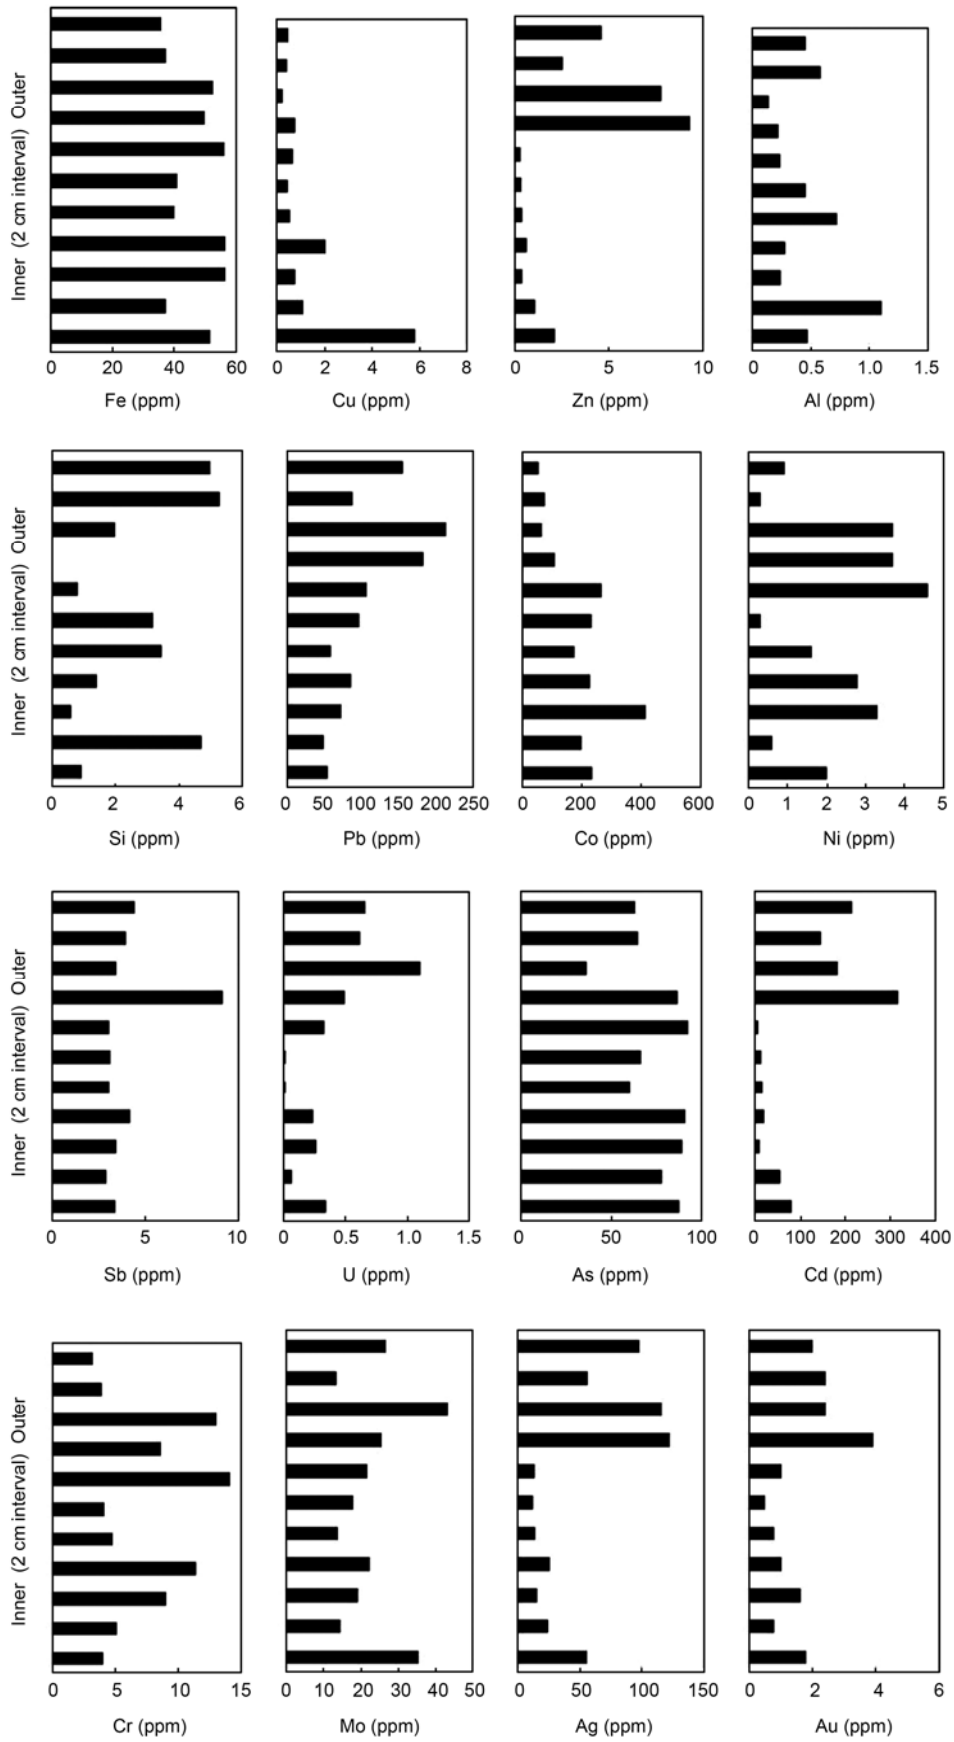 Inner (2 cm interval) Outer
0 20 40 60
Fe (ppm)
0 2 4 6 8
Cu (ppm)
0 5 10
Zn (ppm)
0 0.5 1.0 1.5
Al (ppm)
Inner (2 cm interval) Outer
0 2 4 6
Si (ppm)
0 50 100 150 200 250
Pb (ppm)
0 200 400 600
Co (ppm)
0 1 2 3 4 5
Ni (ppm)
Inner (2 cm interval) Outer
0 5 10
Sb (ppm)
0 0.5 1.0 1.5
U (ppm)
0 50 100
As (ppm)
0 100 200 300 400
Cd (ppm)
Inner (2 cm interval) Outer
0 5 10 15
Cr (ppm)
0 10 20 30 40 50
Mo (ppm)
0 50 100 150
Ag (ppm)
0 2 4 6
Au (ppm)